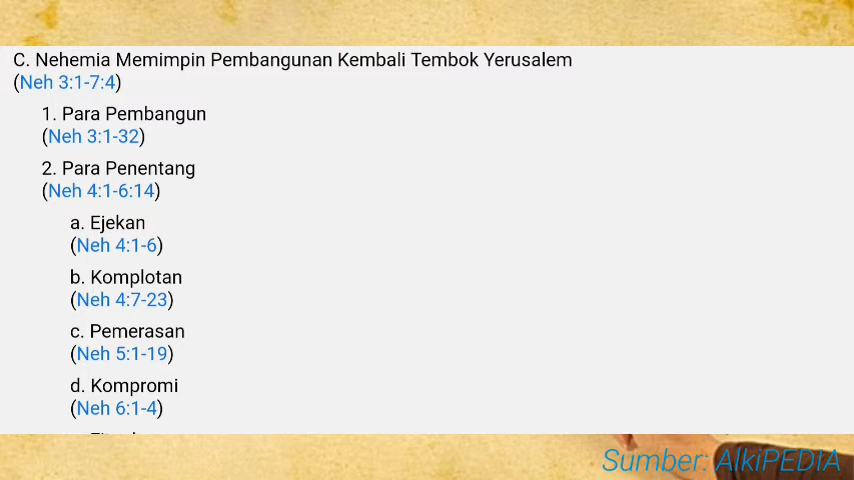 C. Nehemia Memimpin Pembangunan Kembali Tembok Yerusalem
(Neh 3:1-7:4)
1. Para Pembangun
(Neh 3:1-32)
2. Para Penentang
(Neh 4:1-6:14)
a. Ejekan
(Neh 4:1-6)
b. Komplotan
(Neh 4:7-23)
c. Pemerasan
(Neh 5:1-19)
d. Kompromi
(Neh 6:1-4)
Sumber: AlkiPEDIA